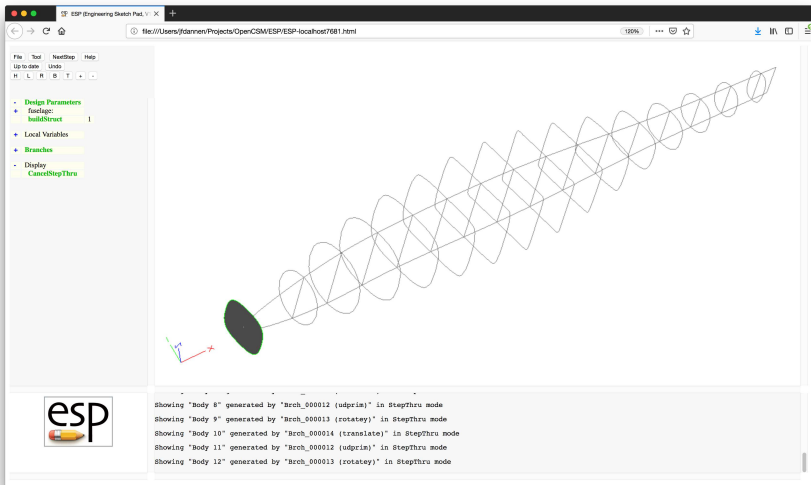 ESP (Engineering Sketch Pad, V
file:///Users/jfdannen/Projects/OpenCSM/ESP/ESP-localhost7681.html
120%
File Tool NextStep Help
Up to date Undo
H L R B T + -
- Design Parameters
+ fuselage:
buildStruct 1
+ Local Variables
+ Branches
- Display
CancelStepThru
X
esp
Showing "Body 8" generated by "Brch_000012 (udprim)" in StepThru mode
Showing "Body 9" generated by "Brch_000013 (rotatey)" in StepThru mode
Showing "Body 10" generated by "Brch_000014 (translate)" in StepThru mode
Showing "Body 11" generated by "Brch_000012 (udprim)" in StepThru mode
Showing "Body 12" generated by "Brch_000013 (rotatey)" in StepThru mode